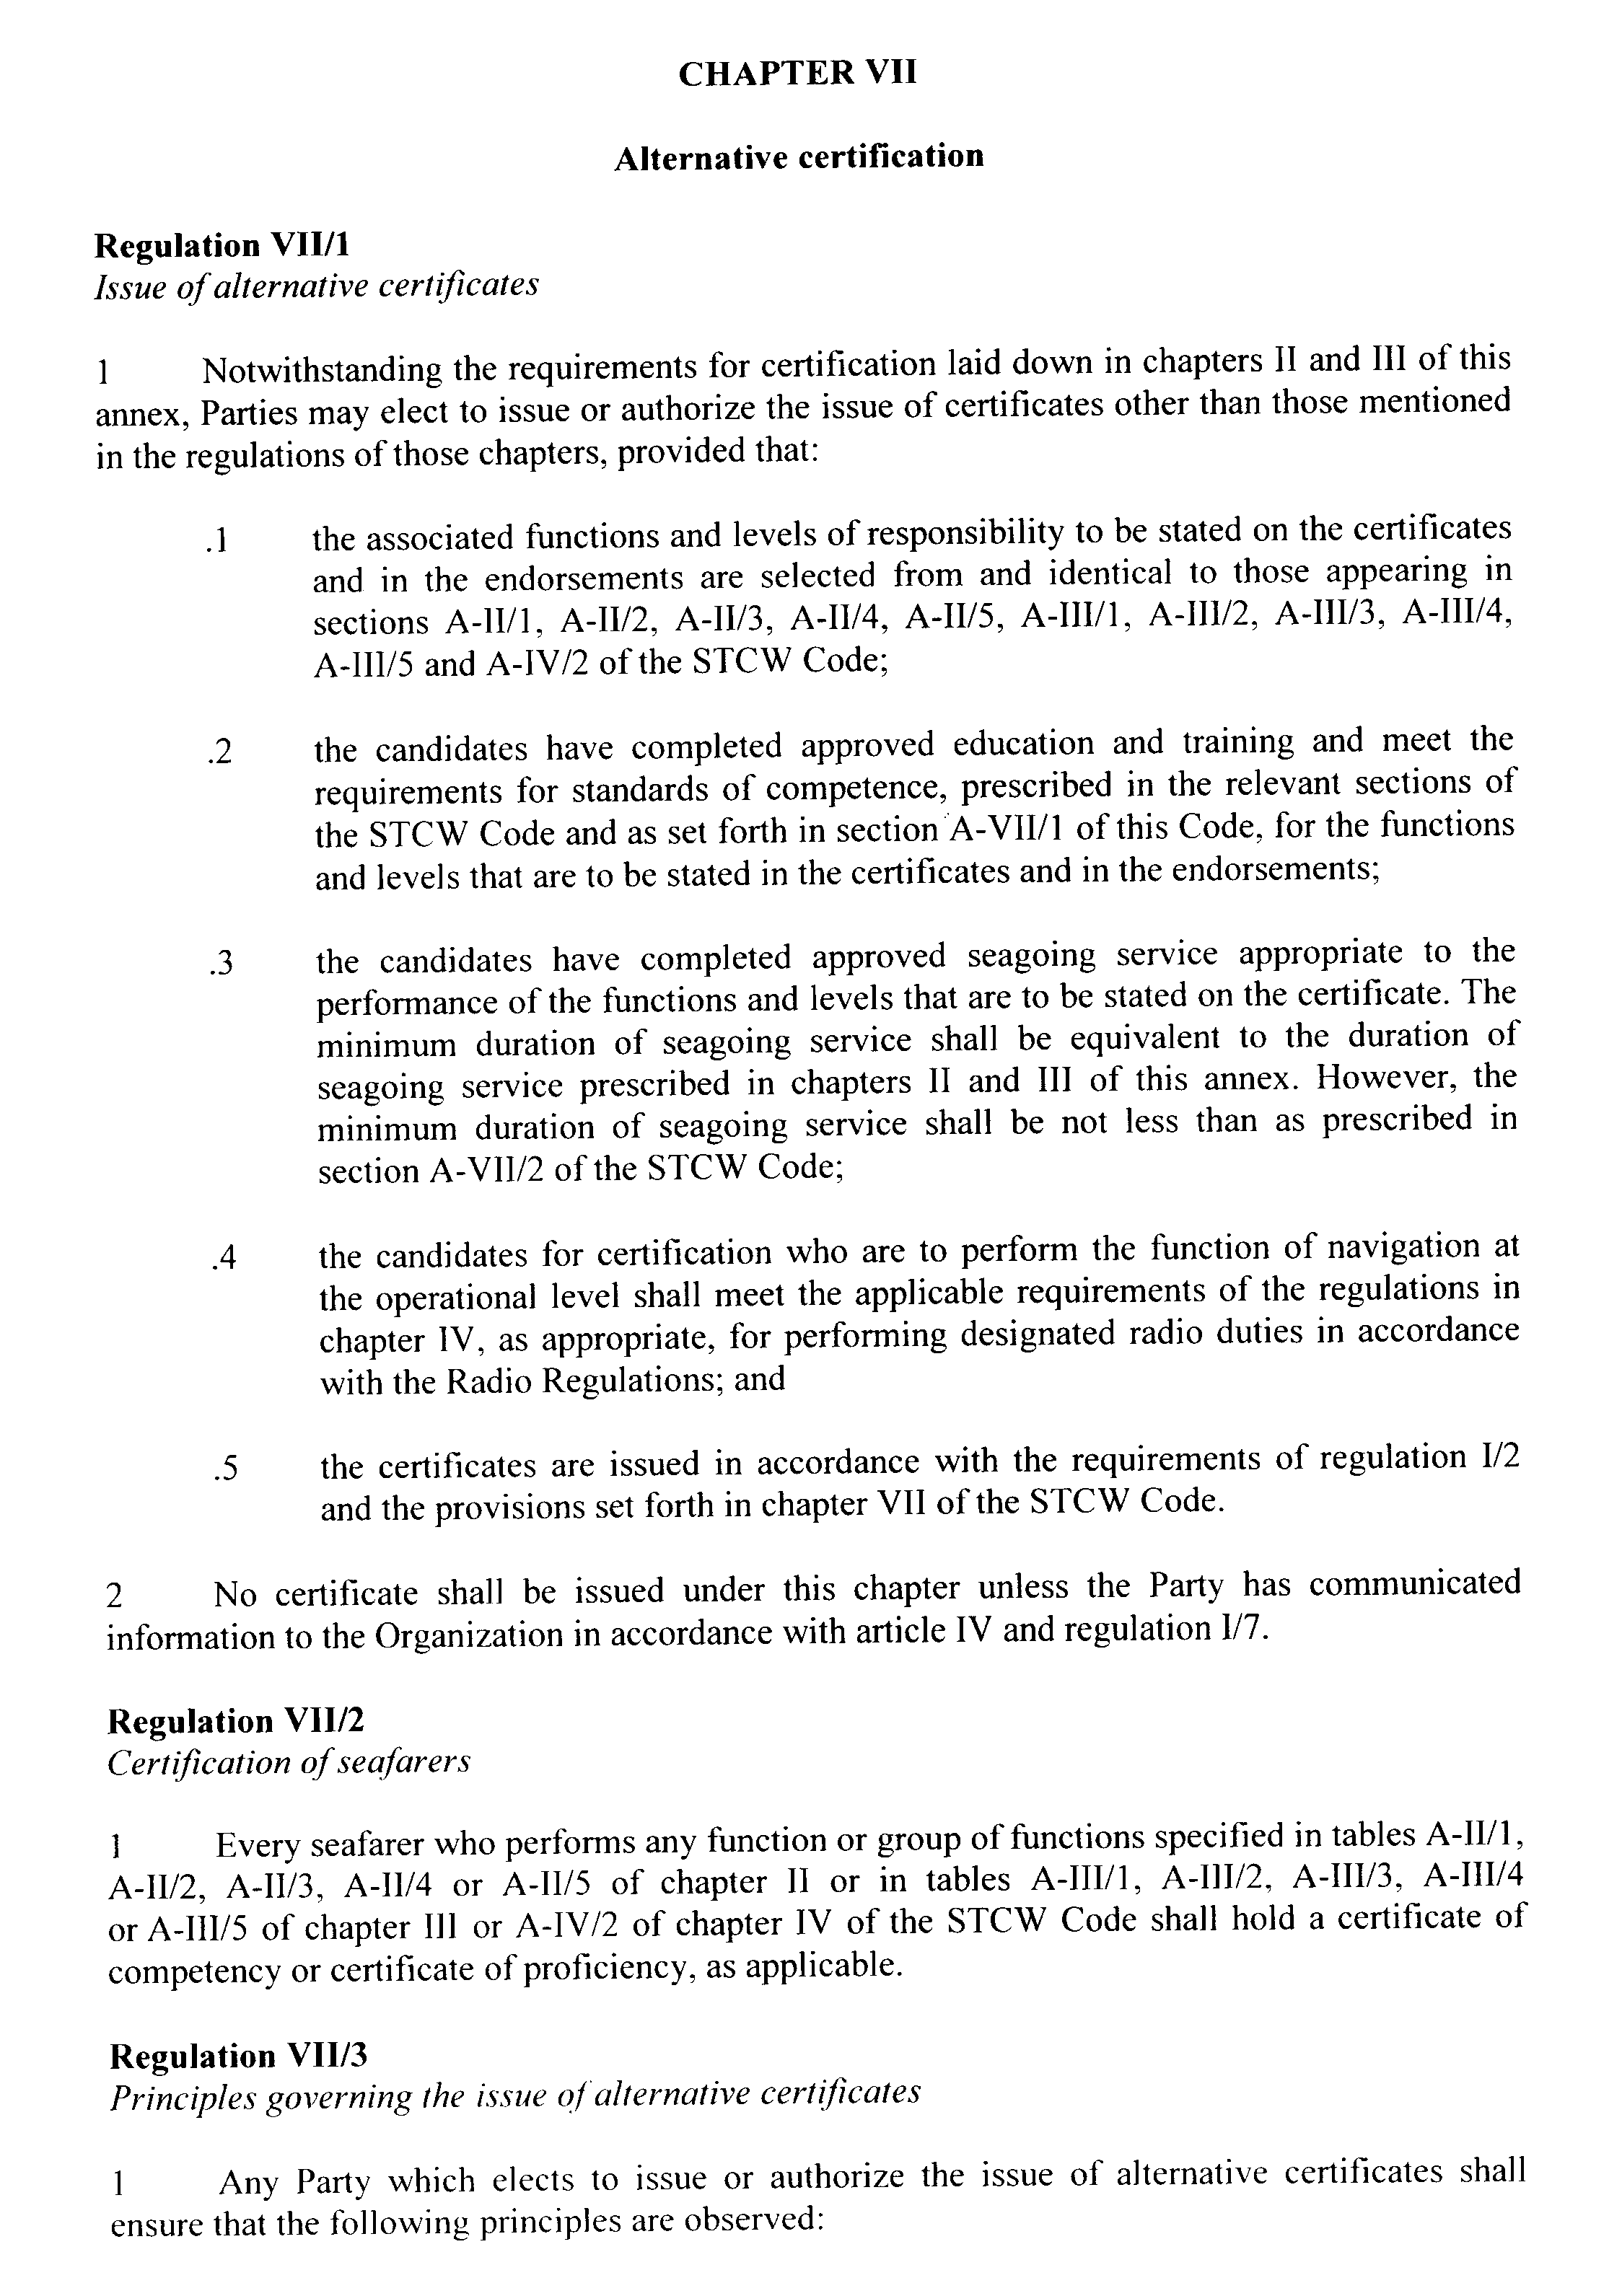 CHAPTER VII
Alternative certification
Regulation VII/1
Issue of alternative certificates
1 Notwithstanding the requirements for certification laid down in chapters II and III of this
annex, Parties may elect to issue or authorize the issue of certificates other than those mentioned
in the regulations of those chapters, provided that:
.1 the associated functions and levels of responsibility to be stated on the certificates
and in the endorsements are selected from and identical to those appearing in
sections A-II/1, A-II/2, A-II/3, A-II/4, A-II/5, A-III/1, A-III/2, A-III/3, A-III/4,
A-III/5 and A-IV/2 of the STCW Code;
.2 the candidates have completed approved education and training and meet the
requirements for standards of competence, prescribed in the relevant sections of
the STCW Code and as set forth in section A-VII/1 of this Code, for the functions
and levels that are to be stated in the certificates and in the endorsements;
.3 the candidates have completed approved seagoing service appropriate to the
performance of the functions and levels that are to be stated on the certificate. The
minimum duration of seagoing service shall be equivalent to the duration of
seagoing service prescribed in chapters II and III of this annex. However, the
minimum duration of seagoing service shall be not less than as prescribed in
section A-VII/2 of the STCW Code;
.4 the candidates for certification who are to perform the function of navigation at
the operational level shall meet the applicable requirements of the regulations in
chapter IV, as appropriate, for performing designated radio duties in accordance
with the Radio Regulations; and
.5 the certificates are issued in accordance with the requirements of regulation I/2
and the provisions set forth in chapter VII of the STCW Code.
2 No certificate shall be issued under this chapter unless the Party has communicated
information to the Organization in accordance with article IV and regulation I/7.
Regulation VII/2
Certification of seafarers
1 Every seafarer who performs any function or group of functions specified in tables A-II/1,
A-II/2, A-II/3, A-II/4 or A-II/5 of chapter II or in tables A-III/1, A-III/2, A-III/3, A-III/4
or A-III/5 of chapter III or A-IV/2 of chapter IV of the STCW Code shall hold a certificate of
competency or certificate of proficiency, as applicable.
Regulation VII/3
Principles governing the issue of alternative certificates
1 Any Party which elects to issue or authorize the issue of alternative certificates shall
ensure that the following principles are observed: